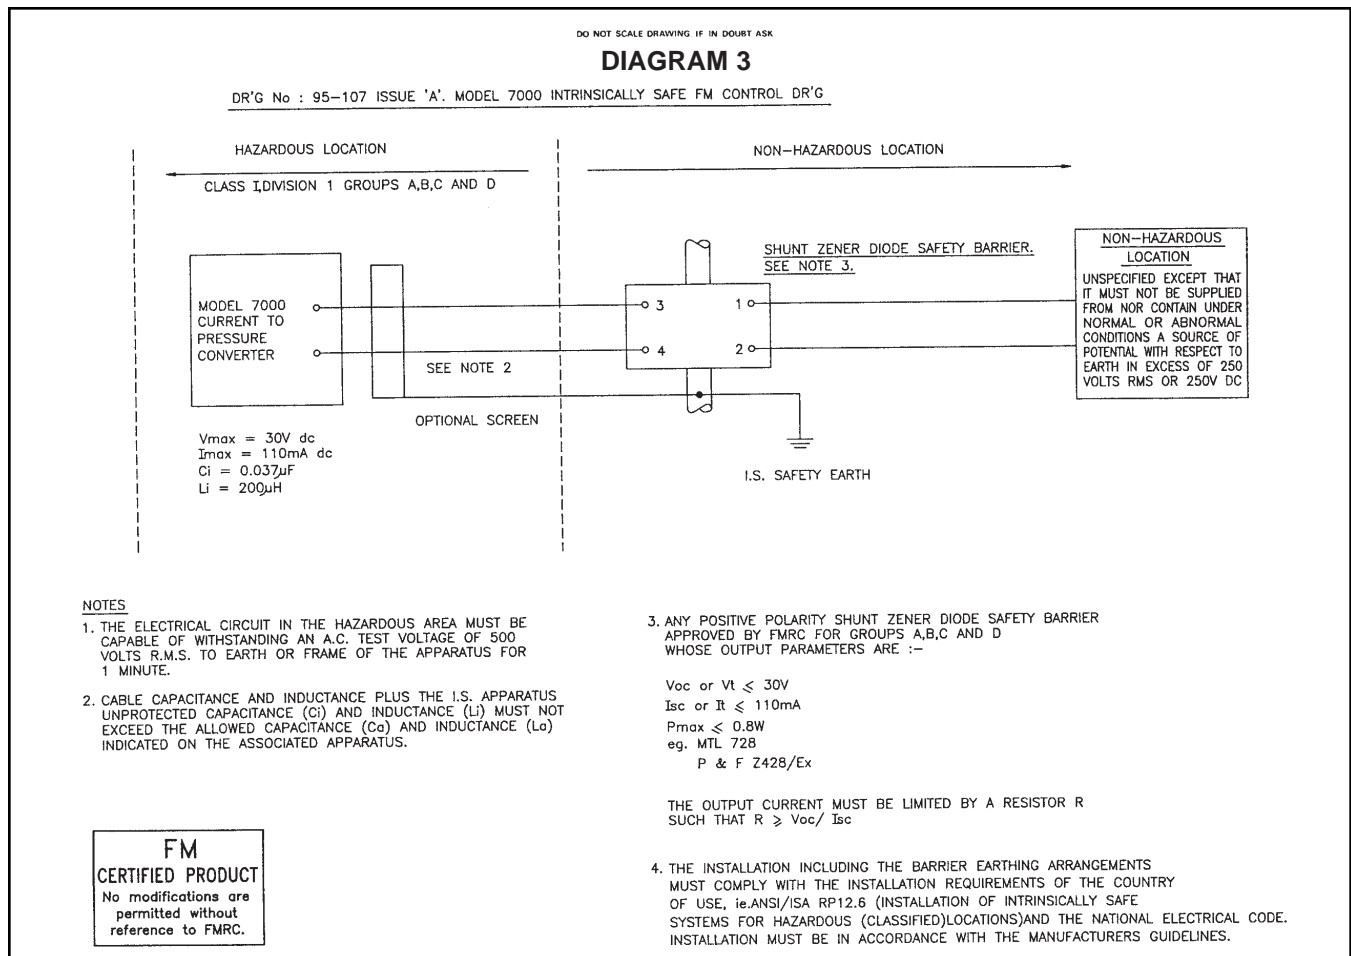 DO NOT SCALE DRAWING IF IN DOUBT ASK
DIAGRAM 3
DR'G No : 95-107 ISSUE 'A'. MODEL 7000 INTRINSICALLY SAFE FM CONTROL DR'G
HAZARDOUS LOCATION
CLASS I,DIVISION 1 GROUPS A,B,C AND D
NON-HAZARDOUS LOCATION
MODEL 7000
CURRENT TO
PRESSURE
CONVERTER
Vmax = 30V dc
Imax = 110mA dc
Ci = 0.037µF
Li = 200µH
SEE NOTE 2
OPTIONAL SCREEN
3
4
1
2
SHUNT ZENER DIODE SAFETY BARRIER.
SEE NOTE 3.
I.S. SAFETY EARTH
NON-HAZARDOUS
LOCATION
UNSPECIFIED EXCEPT THAT
IT MUST NOT BE SUPPLIED
FROM NOR CONTAIN UNDER
NORMAL OR ABNORMAL
CONDITIONS A SOURCE OF
POTENTIAL WITH RESPECT TO
EARTH IN EXCESS OF 250
VOLTS RMS OR 250V DC
NOTES
1. THE ELECTRICAL CIRCUIT IN THE HAZARDOUS AREA MUST BE
CAPABLE OF WITHSTANDING AN A.C. TEST VOLTAGE OF 500
VOLTS R.M.S. TO EARTH OR FRAME OF THE APPARATUS FOR
1 MINUTE.
2. CABLE CAPACITANCE AND INDUCTANCE PLUS THE I.S. APPARATUS
UNPROTECTED CAPACITANCE (Ci) AND INDUCTANCE (Li) MUST NOT
EXCEED THE ALLOWED CAPACITANCE (Ca) AND INDUCTANCE (La)
INDICATED ON THE ASSOCIATED APPARATUS.
FM
CERTIFIED PRODUCT
No modifications are
permitted without
reference to FMRC.
3. ANY POSITIVE POLARITY SHUNT ZENER DIODE SAFETY BARRIER
APPROVED BY FMRC FOR GROUPS A,B,C AND D
WHOSE OUTPUT PARAMETERS ARE :-
Voc or Vt ⩽ 30V
Isc or It ⩽ 110mA
Pmax ⩽ 0.8W
eg. MTL 728
P & F Z428/Ex
THE OUTPUT CURRENT MUST BE LIMITED BY A RESISTOR R
SUCH THAT R ⩾ Voc/ Isc
4. THE INSTALLATION INCLUDING THE BARRIER EARTHING ARRANGEMENTS
MUST COMPLY WITH THE INSTALLATION REQUIREMENTS OF THE COUNTRY
OF USE, ie.ANSI/ISA RP12.6 (INSTALLATION OF INTRINSICALLY SAFE
SYSTEMS FOR HAZARDOUS (CLASSIFIED)LOCATIONS)AND THE NATIONAL ELECTRICAL CODE.
INSTALLATION MUST BE IN ACCORDANCE WITH THE MANUFACTURERS GUIDELINES.